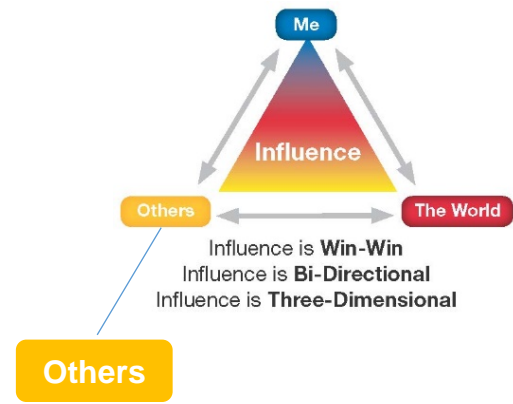 Me
Influence
Others
The World
Influence is Win-Win
Influence is Bi-Directional
Influence is Three-Dimensional
Others